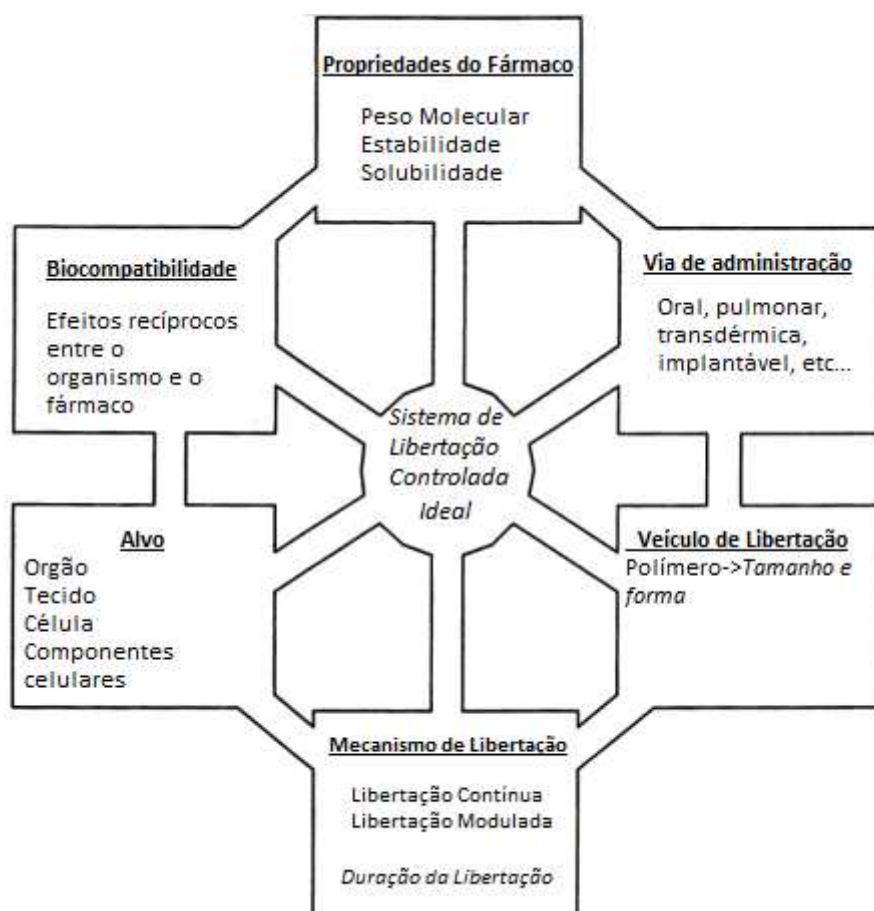 Propriedades do Fármaco
Peso Molecular
Estabilidade
Solubilidade
Biocompatibilidade
Efeitos recíprocos
entre o
organismo e o
fármaco
Via de administração
Oral, pulmonar,
transdérmica,
implantável, etc...
Sistema de
Libertação
Controlada
Ideal
Alvo
Orgão
Tecido
Célula
Componentes
celulares
Veículo de Libertação
Polímero->Tamanho e
forma
Mecanismo de Libertação
Libertação Contínua
Libertação Modulada
Duração da Libertação